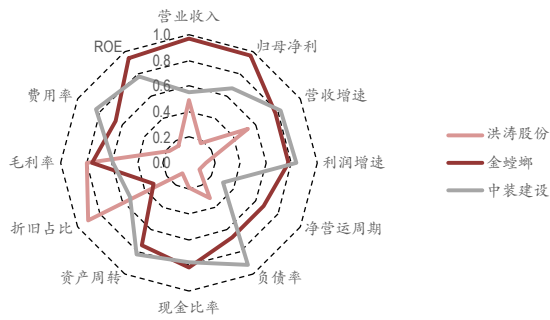 营业收入
1.0
ROE
归母净利
0.8
0.6
费用率
营收增速
0.4
0.2
洪涛股份
毛利率
0.0
利润增速
金螳螂
中装建设
折旧占比
净营运周期
资产周转
负债率
现金比率